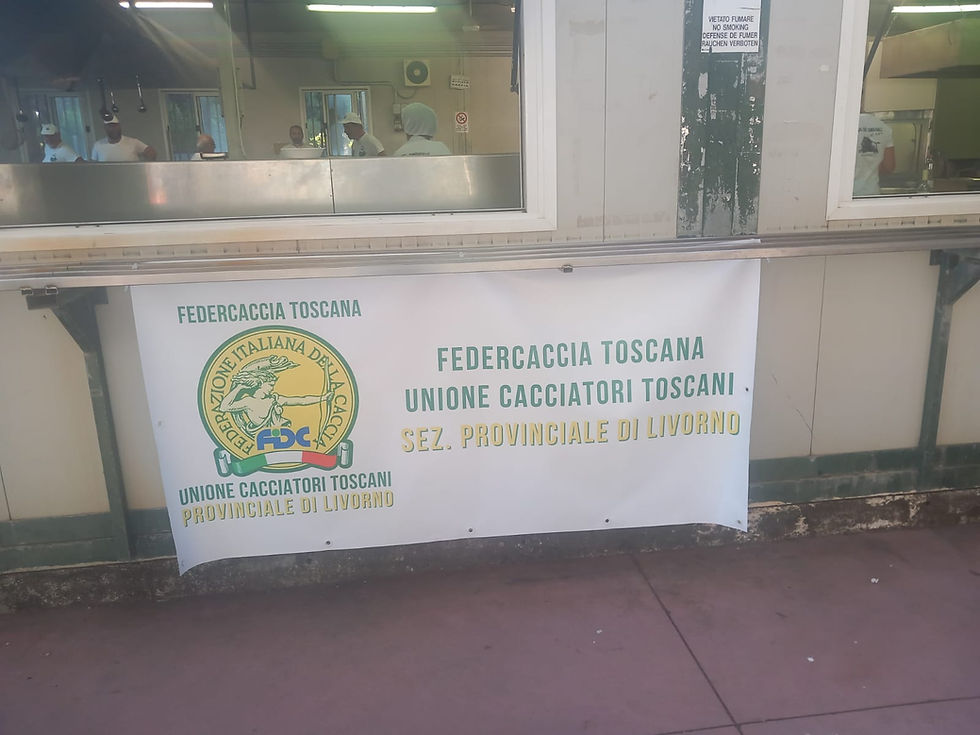 VIETATO FUMARE
NO SMOKING
DEFENSE DE FUMER
RAUCHEN VERBOTEN
FEDERCACCIA TOSCANA
FEDERAZIONE ITALIANA DELLA CACCIA
FIDC
UNIONE CACCIATORI TOSCANI
PROVINCIALE DI LIVORNO
FEDERCACCIA TOSCANA
UNIONE CACCIATORI TOSCANI
SEZ. PROVINCIALE DI LIVORNO